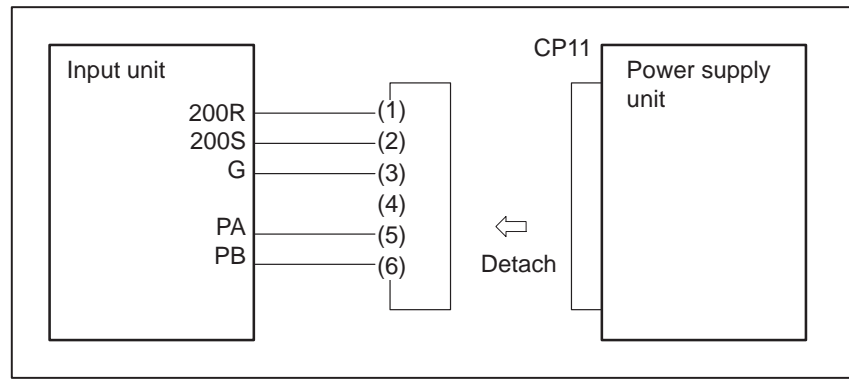 CP11
Input unit
Power supply
unit
200R
(1)
200S
(2)
G
(3)
(4)
PA
(5)
PB
(6)
Detach